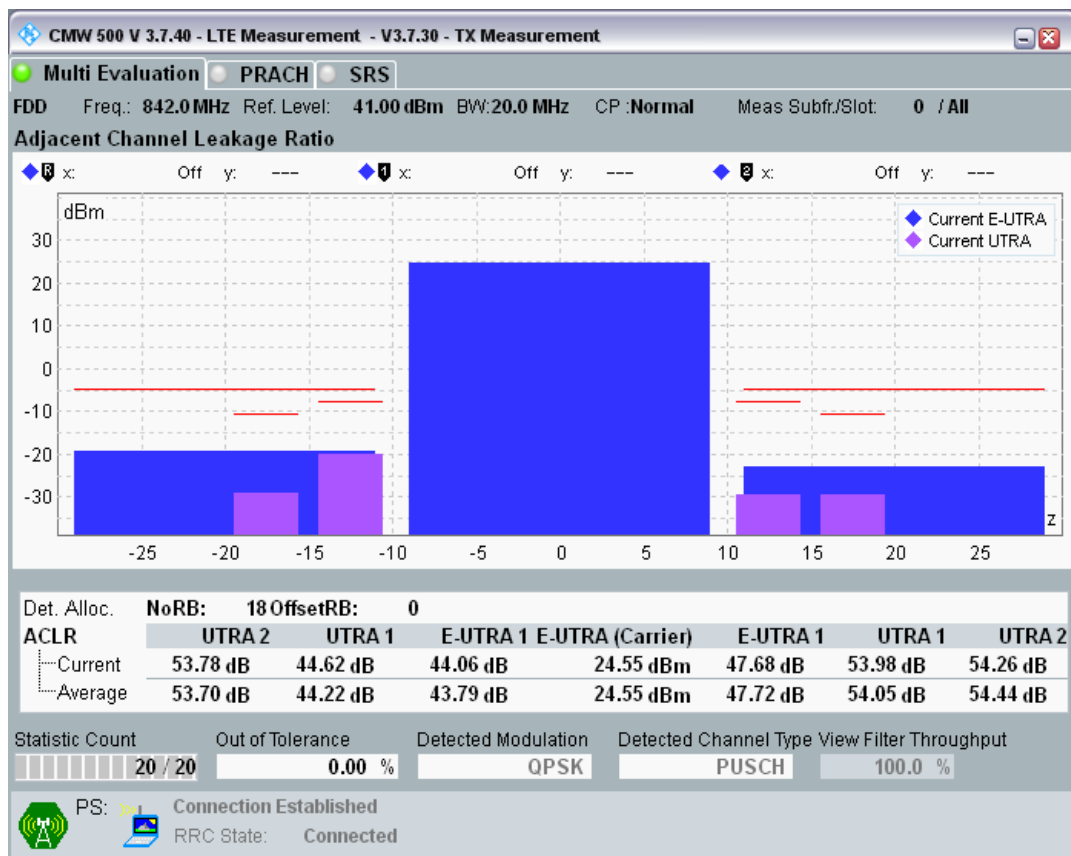 CMW 500 V 3.7.40 - LTE Measurement - V3.7.30 - TX Measurement
Multi Evaluation PRACH SRS
FDD Freq.: 842.0 MHz Ref. Level: 41.00 dBm BW:20.0 MHz CP :Normal Meas Subfr./Slot: 0 / All
Adjacent Channel Leakage Ratio
R x: Off y: --- 1 x: Off y: --- 2 x: Off y: ---
dBm
Current E-UTRA
Current UTRA
30
20
10
0
-10
-20
-30
z
-25 -20 -15 -10 -5 0 5 10 15 20 25
Det. Alloc. NoRB: 18 OffsetRB: 0
ACLR UTRA 2 UTRA 1 E-UTRA 1 E-UTRA (Carrier) E-UTRA 1 UTRA 1 UTRA 2
Current 53.78 dB 44.62 dB 44.06 dB 24.55 dBm 47.68 dB 53.98 dB 54.26 dB
Average 53.70 dB 44.22 dB 43.79 dB 24.55 dBm 47.72 dB 54.05 dB 54.44 dB
Statistic Count Out of Tolerance Detected Modulation Detected Channel Type View Filter Throughput
20 / 20 0.00 % QPSK PUSCH 100.0 %
PS: Connection Established
RRC State: Connected